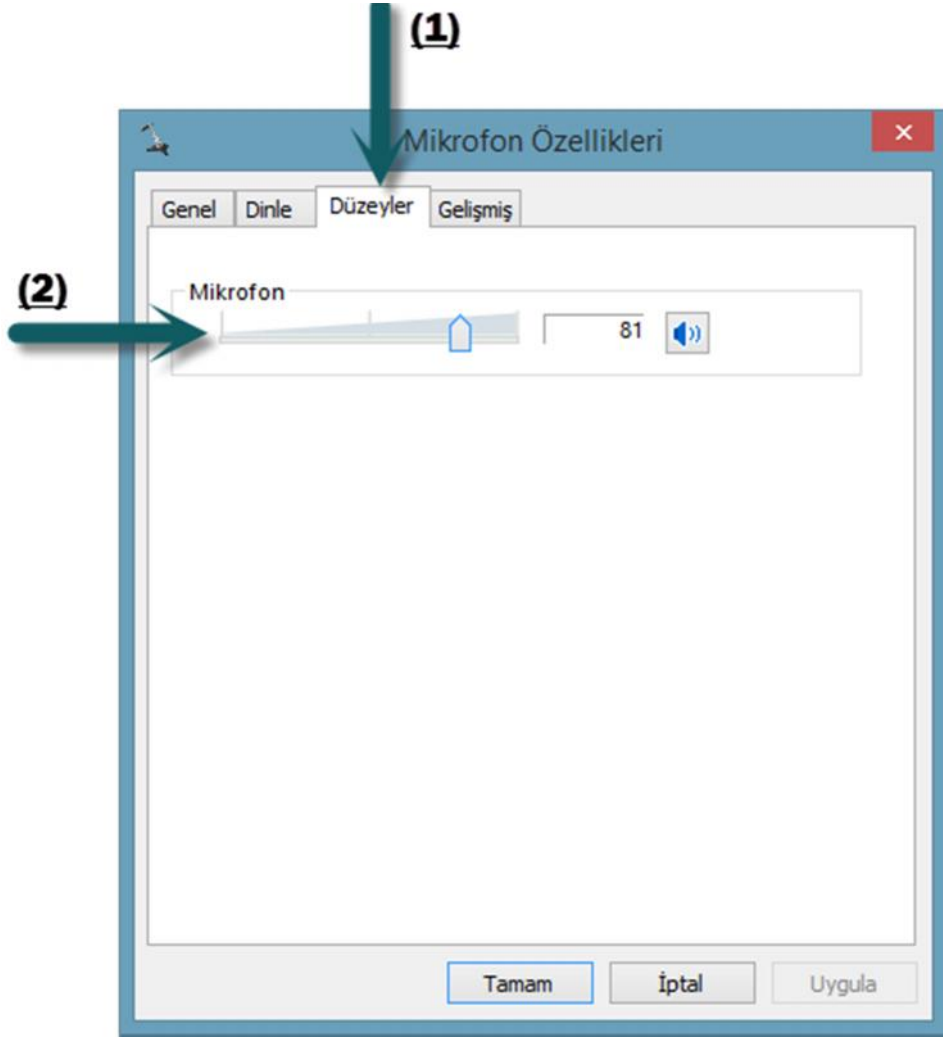 (1)
Mikrofon Özellikleri
Genel Dinle Düzeyler Gelişmiş
(2)
Mikrofon
81
Tamam İptal Uygula